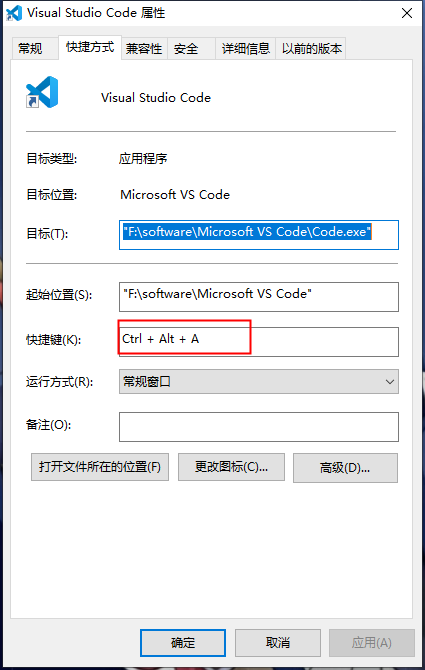 Visual Studio Code 属性
常规 快捷方式 兼容性 安全 详细信息 以前的版本
Visual Studio Code
目标类型: 应用程序
目标位置: Microsoft VS Code
目标(T): "F:\software\Microsoft VS Code\Code.exe"
起始位置(S): "F:\software\Microsoft VS Code"
快捷键(K): Ctrl + Alt + A
运行方式(R): 常规窗口
备注(O):
打开文件所在的位置(F) 更改图标(C)... 高级(D)...
确定 取消 应用(A)